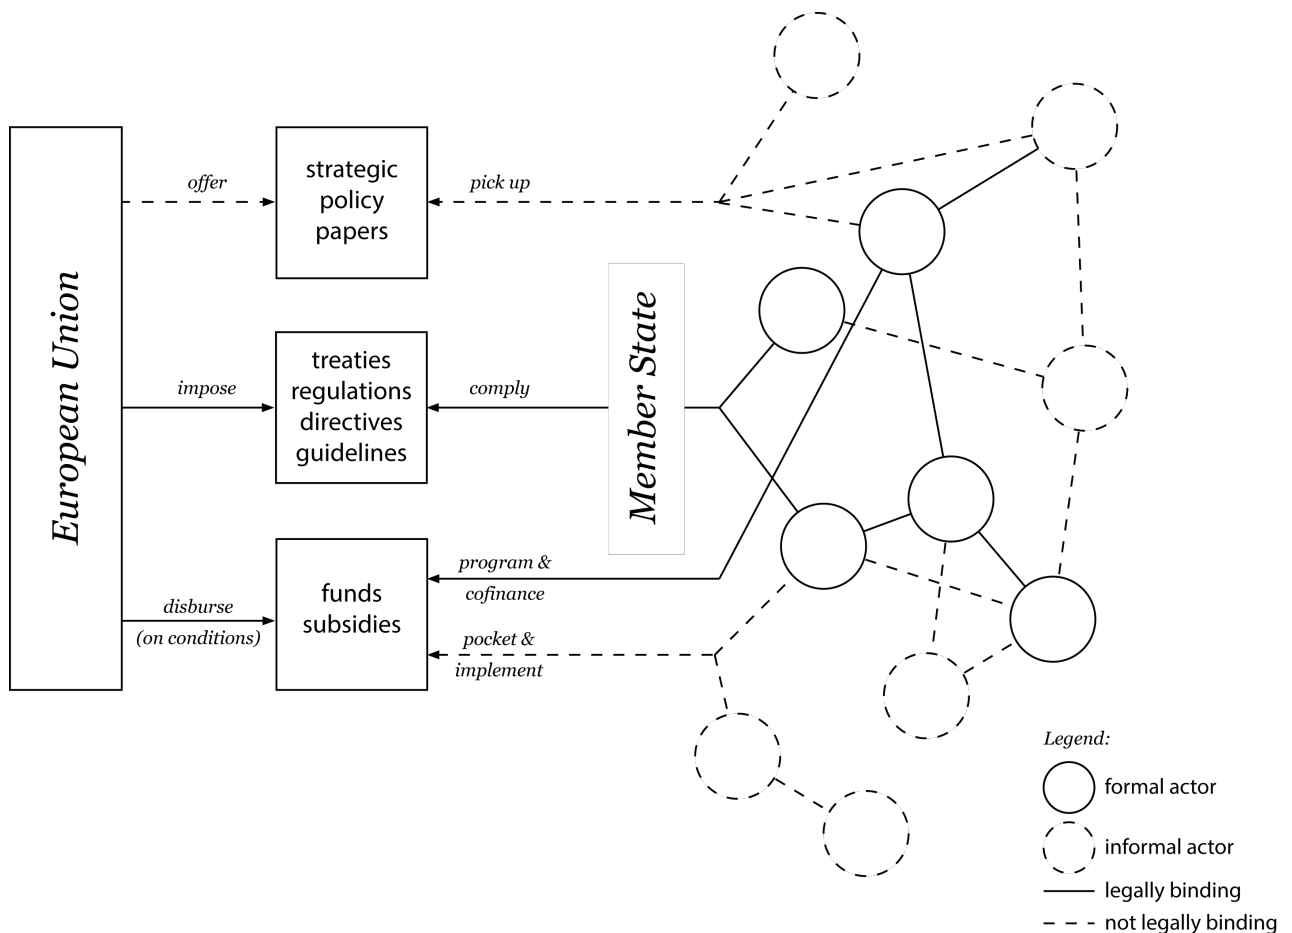 European Union
offer
strategic
policy
papers
pick up
impose
treaties
regulations
directives
guidelines
comply
Member State
disburse
(on conditions)
funds
subsidies
program &
cofinance
pocket &
implement
Legend:
formal actor
informal actor
legally binding
not legally binding